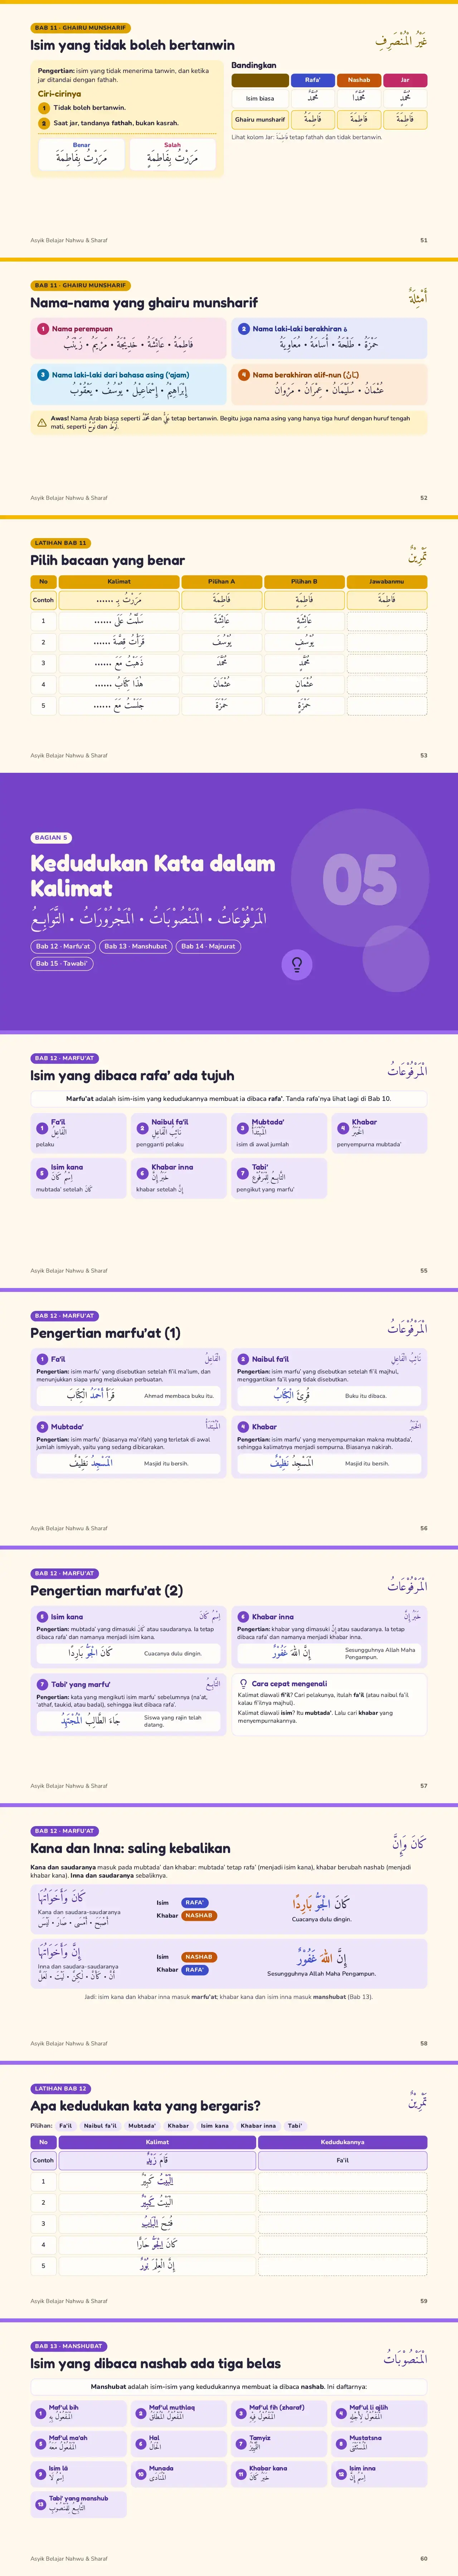 BAB 11 · GHAIRU MUNSHARIF
Isim yang tidak boleh bertanwin
غَيْرُ الْمُنْصَرِفِ
Pengertian: isim yang tidak menerima tanwin, dan ketika
jar ditandai dengan fathah.
Ciri-cirinya
1 Tidak boleh bertanwin.
2 Saat jar, tandanya fathah, bukan kasrah.
Benar
مَرَرْتُ بِفَاطِمَةَ
Salah
مَرَرْتُ بِفَاطِمَةٍ
Bandingkan
Rafa' Nashab Jar
Isim biasa مُحَمَّدٌ مُحَمَّدًا مُحَمَّدٍ
Ghairu munsharif فَاطِمَةُ فَاطِمَةَ فَاطِمَةَ
Lihat kolom Jar: فَاطِمَةَ tetap fathah dan tidak bertanwin.
Asyik Belajar Nahwu & Sharaf 51
BAB 11 · GHAIRU MUNSHARIF
Nama-nama yang ghairu munsharif
أَمْثِلَةٌ
1 Nama perempuan
فَاطِمَةُ • عَائِشَةُ • خَدِيْجَةُ • مَرْيَمُ • زَيْنَبُ
2 Nama laki-laki berakhiran ة
حَمْزَةُ • طَلْحَةُ • أُسَامَةُ • مُعَاوِيَةُ
3 Nama laki-laki dari bahasa asing ('ajam)
إِبْرَاهِيْمُ • إِسْمَاعِيْلُ • يُوْسُفُ • يَعْقُوْبُ
4 Nama berakhiran alif-nun (ـَانُ)
عُثْمَانُ • سُلَيْمَانُ • عِمْرَانُ • مَرْوَانُ
Awas! Nama Arab biasa seperti مُحَمَّدٌ dan عَلِيٌّ tetap bertanwin. Begitu juga nama asing yang hanya tiga huruf dengan huruf tengah
mati, seperti لُوْطٌ dan نُوْحٌ.
Asyik Belajar Nahwu & Sharaf 52
LATIHAN BAB 11
Pilih bacaan yang benar
تَمْرِيْنٌ
No Kalimat Pilihan A Pilihan B Jawabanmu
Contoh مَرَرْتُ بِـ ...... فَاطِمَةَ فَاطِمَةٍ فَاطِمَةَ
1 سَلَّمْتُ عَلَى ...... عَائِشَةَ عَائِشَةٍ
2 قَرَأْتُ قِصَّةَ ...... يُوْسُفَ يُوْسُفٍ
3 ذَهَبْتُ مَعَ ...... مُحَمَّدَ مُحَمَّدٍ
4 هٰذَا كِتَابُ ...... عُثْمَانَ عُثْمَانٍ
5 جَلَسْتُ مَعَ ...... حَمْزَةَ حَمْزَةٍ
Asyik Belajar Nahwu & Sharaf 53
BAGIAN 5
Kedudukan Kata dalam
Kalimat
05
الْمَرْفُوْعَاتُ • الْمَنْصُوْبَاتُ • الْمَجْرُوْرَاتُ • التَّوَابِعُ
Bab 12 · Marfu'at Bab 13 · Manshubat Bab 14 · Majrurat
Bab 15 · Tawabi'
BAB 12 · MARFU'AT
Isim yang dibaca rafa' ada tujuh
الْمَرْفُوْعَاتُ
Marfu'at adalah isim-isim yang kedudukannya membuat ia dibaca rafa'. Tanda rafa'nya lihat lagi di Bab 10.
1 Fa'il
الْفَاعِلُ
pelaku
2 Naibul fa'il
نَائِبُ الْفَاعِلِ
pengganti pelaku
3 Mubtada'
الْمُبْتَدَأُ
isim di awal jumlah
4 Khabar
الْخَبَرُ
penyempurna mubtada'
5 Isim kana
اِسْمُ كَانَ
mubtada' setelah كَانَ
6 Khabar inna
خَبَرُ إِنَّ
khabar setelah إِنَّ
7 Tabi'
التَّابِعُ لِلْمَرْفُوْعِ
pengikut yang marfu'
Asyik Belajar Nahwu & Sharaf 55
BAB 12 · MARFU'AT
Pengertian marfu'at (1)
الْمَرْفُوْعَاتُ
1 Fa'il الْفَاعِلُ
Pengertian: isim marfu' yang disebutkan setelah fi'il ma'lum, dan
menunjukkan siapa yang melakukan perbuatan.
قَرَأَ أَحْمَدُ الْكِتَابَ Ahmad membaca buku itu.
2 Naibul fa'il نَائِبُ الْفَاعِلِ
Pengertian: isim marfu' yang disebutkan setelah fi'il majhul,
menggantikan fa'il yang tidak disebutkan.
قُرِئَ الْكِتَابُ Buku itu dibaca.
3 Mubtada' الْمُبْتَدَأُ
Pengertian: isim marfu' (biasanya ma'rifah) yang terletak di awal
jumlah ismiyyah, yaitu yang sedang dibicarakan.
الْمَسْجِدُ نَظِيْفٌ Masjid itu bersih.
4 Khabar الْخَبَرُ
Pengertian: isim marfu' yang menyempurnakan makna mubtada',
sehingga kalimatnya menjadi sempurna. Biasanya nakirah.
الْمَسْجِدُ نَظِيْفٌ Masjid itu bersih.
Asyik Belajar Nahwu & Sharaf 56
BAB 12 · MARFU'AT
Pengertian marfu'at (2)
الْمَرْفُوْعَاتُ
5 Isim kana اِسْمُ كَانَ
Pengertian: mubtada' yang dimasuki كَانَ atau saudaranya. Ia tetap
dibaca rafa' dan namanya menjadi isim kana.
كَانَ الْجَوُّ بَارِدًا Cuacanya dulu dingin.
6 Khabar inna خَبَرُ إِنَّ
Pengertian: khabar yang dimasuki إِنَّ atau saudaranya. Ia tetap
dibaca rafa' dan namanya menjadi khabar inna.
إِنَّ اللهَ غَفُوْرٌ Sesungguhnya Allah Maha
Pengampun.
7 Tabi' yang marfu' التَّابِعُ
Pengertian: kata yang mengikuti isim marfu' sebelumnya (na'at,
'athaf, taukid, atau badal), sehingga ikut dibaca rafa'.
جَاءَ الطَّالِبُ الْمُجْتَهِدُ Siswa yang rajin telah
datang.
Cara cepat mengenali
Kalimat diawali fi'il? Cari pelakunya, itulah fa'il (atau naibul fa'il
kalau fi'ilnya majhul).
Kalimat diawali isim? Itu mubtada'. Lalu cari khabar yang
menyempurnakannya.
Asyik Belajar Nahwu & Sharaf 57
BAB 12 · MARFU'AT
Kana dan Inna: saling kebalikan
كَانَ وَإِنَّ
Kana dan saudaranya masuk pada mubtada' dan khabar: mubtada' tetap rafa' (menjadi isim kana), khabar berubah nashab (menjadi
khabar kana). Inna dan saudaranya sebaliknya.
كَانَ وَأَخَوَاتُهَا
Kana dan saudara-saudaranya
أَصْبَحَ - أَمْسَى - صَارَ - لَيْسَ
Isim RAFA'
Khabar NASHAB
كَانَ الْجَوُّ بَارِدًا
Cuacanya dulu dingin.
إِنَّ وَأَخَوَاتُهَا
Inna dan saudara-saudaranya
أَنَّ - كَأَنَّ - لٰكِنَّ - لَيْتَ - لَعَلَّ
Isim NASHAB
Khabar RAFA'
إِنَّ اللهَ غَفُوْرٌ
Sesungguhnya Allah Maha Pengampun.
Jadi: isim kana dan khabar inna masuk marfu'at; khabar kana dan isim inna masuk manshubat (Bab 13).
Asyik Belajar Nahwu & Sharaf 58
LATIHAN BAB 12
Apa kedudukan kata yang bergaris?
تَمْرِيْنٌ
Pilihan: Fa'il Naibul fa'il Mubtada' Khabar Isim kana Khabar inna Tabi'
No Kalimat Kedudukannya
Contoh قَامَ زَيْدٌ Fa'il
1 الْبَيْتُ كَبِيْرٌ
2 الْبَيْتُ كَبِيْرٌ
3 فُتِحَ الْبَابُ
4 كَانَ الْجَوُّ حَارًّا
5 إِنَّ الْعِلْمَ نُوْرٌ
Asyik Belajar Nahwu & Sharaf 59
BAB 13 · MANSHUBAT
Isim yang dibaca nashab ada tiga belas
الْمَنْصُوْبَاتُ
Manshubat adalah isim-isim yang kedudukannya membuat ia dibaca nashab. Ini daftarnya:
1 Maf'ul bih
الْمَفْعُوْلُ بِهِ
2 Maf'ul muthlaq
الْمَفْعُوْلُ الْمُطْلَقُ
3 Maf'ul fih (zharaf)
الْمَفْعُوْلُ فِيْهِ
4 Maf'ul li ajlih
الْمَفْعُوْلُ لِأَجْلِهِ
5 Maf'ul ma'ah
الْمَفْعُوْلُ مَعَهُ
6 Hal
الْحَالُ
7 Tamyiz
التَّمْيِيْزُ
8 Mustatsna
الْمُسْتَثْنَى
9 Isim lā
اِسْمُ لَا
10 Munada
الْمُنَادَى
11 Khabar kana
خَبَرُ كَانَ
12 Isim inna
اِسْمُ إِنَّ
13 Tabi' yang manshub
التَّابِعُ لِلْمَنْصُوْبِ
Asyik Belajar Nahwu & Sharaf 60